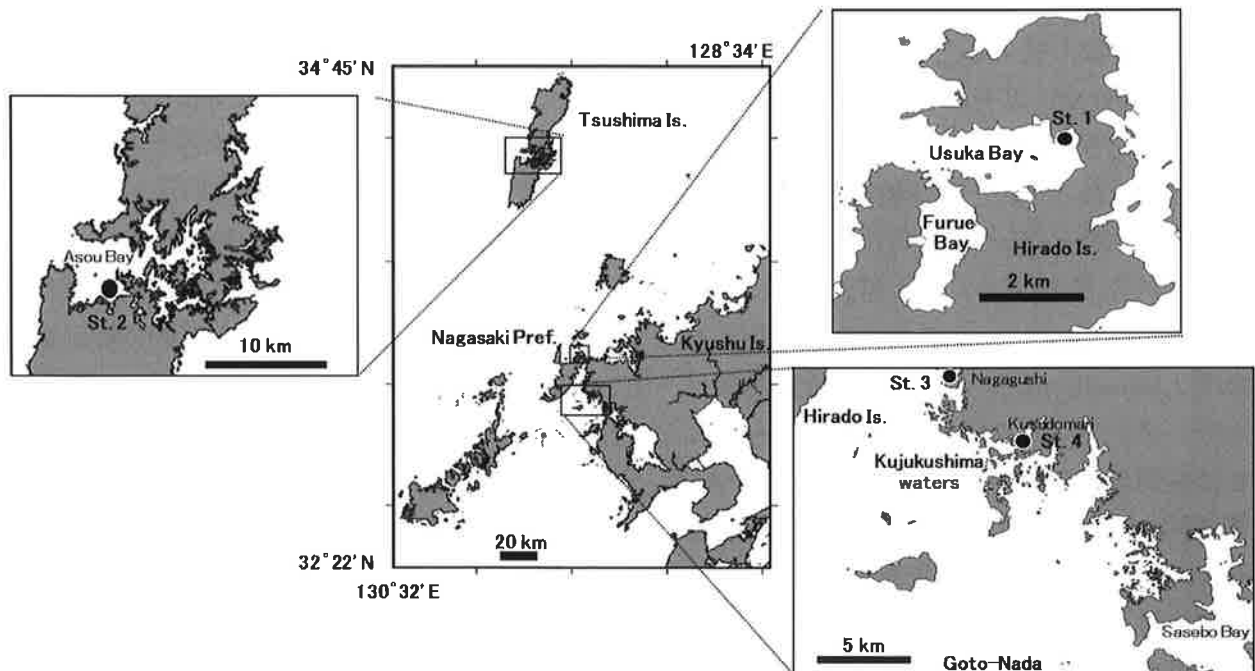 128°34′E
34°45′N
Tsushima Is.
Nagasaki Pref.
Kyushu Is.
20 km
32°22′N
130°32′E
Asou Bay
St. 2
10 km
St. 1
Usuka Bay
Furue
Bay
Hirado Is.
2 km
St. 3
Nagagushi
Hirado Is.
Kusudomari
St. 4
Kujukushima
waters
Sasebo Bay
5 km
Goto-Nada